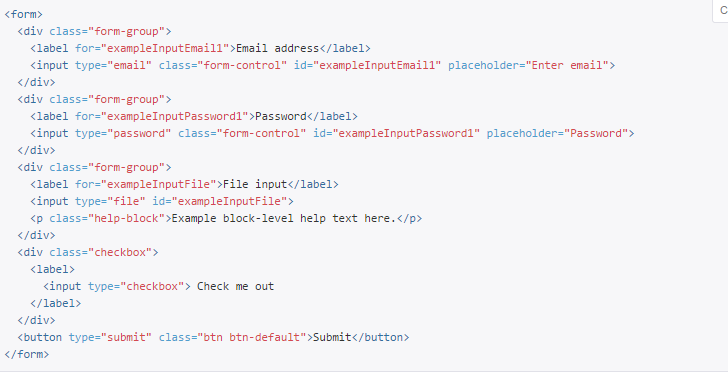 C
<form>
  <div class="form-group">
    <label for="exampleInputEmail1">Email address</label>
    <input type="email" class="form-control" id="exampleInputEmail1" placeholder="Enter email">
  </div>
  <div class="form-group">
    <label for="exampleInputPassword1">Password</label>
    <input type="password" class="form-control" id="exampleInputPassword1" placeholder="Password">
  </div>
  <div class="form-group">
    <label for="exampleInputFile">File input</label>
    <input type="file" id="exampleInputFile">
    <p class="help-block">Example block-level help text here.</p>
  </div>
  <div class="checkbox">
    <label>
      <input type="checkbox"> Check me out
    </label>
  </div>
  <button type="submit" class="btn btn-default">Submit</button>
</form>